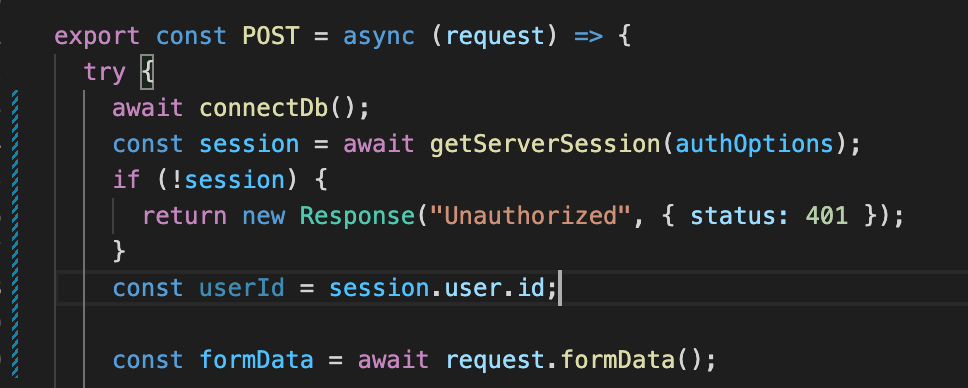 export const POST = async (request) => {
try {
await connectDb();
const session = await getServerSession(authOptions);
if (!session) {
return new Response("Unauthorized", { status: 401 });
}
const userId = session.user.id;
const formData = await request.formData();